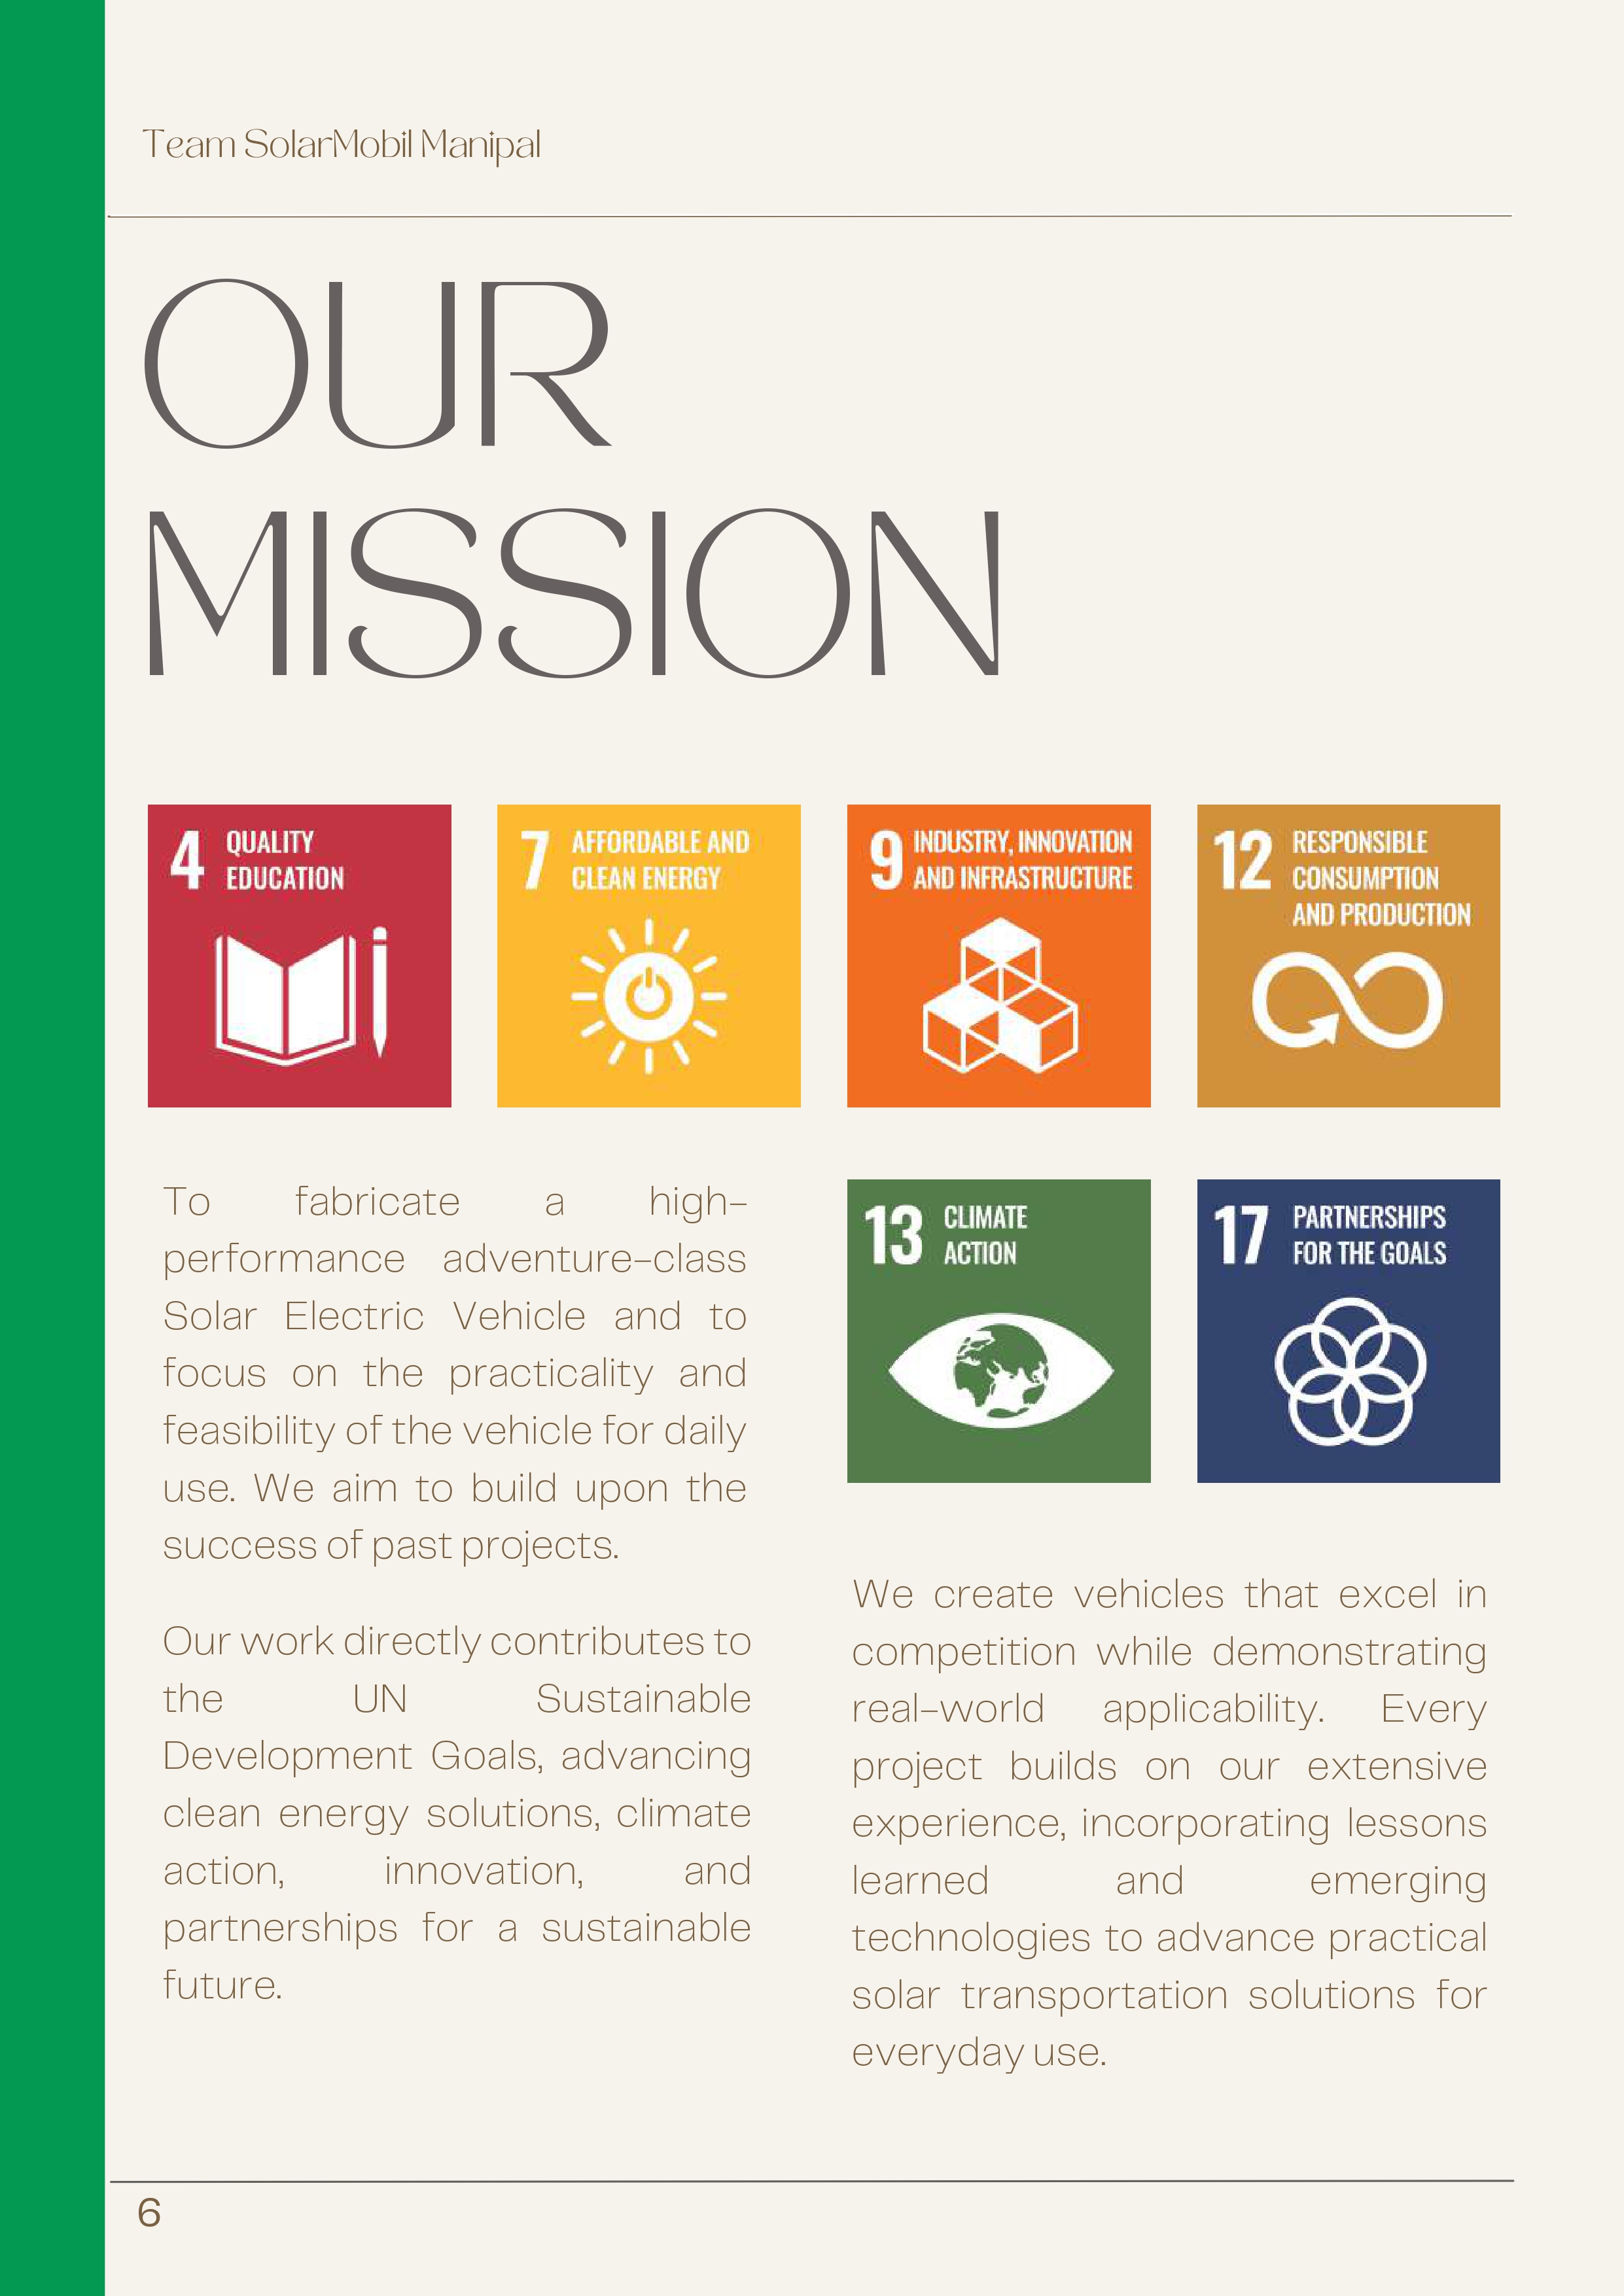 Team SolarMobil Manipal
OUR
MISSION
4 QUALITY
EDUCATION
7 AFFORDABLE AND
CLEAN ENERGY
9 INDUSTRY, INNOVATION
AND INFRASTRUCTURE
12 RESPONSIBLE
CONSUMPTION
AND PRODUCTION
To fabricate a high-
performance adventure-class
Solar Electric Vehicle and to
focus on the practicality and
feasibility of the vehicle for daily
use. We aim to build upon the
success of past projects.
Our work directly contributes to
the UN Sustainable
Development Goals, advancing
clean energy solutions, climate
action, innovation, and
partnerships for a sustainable
future.
13 CLIMATE
ACTION
17 PARTNERSHIPS
FOR THE GOALS
We create vehicles that excel in
competition while demonstrating
real-world applicability. Every
project builds on our extensive
experience, incorporating lessons
learned and emerging
technologies to advance practical
solar transportation solutions for
everyday use.
6